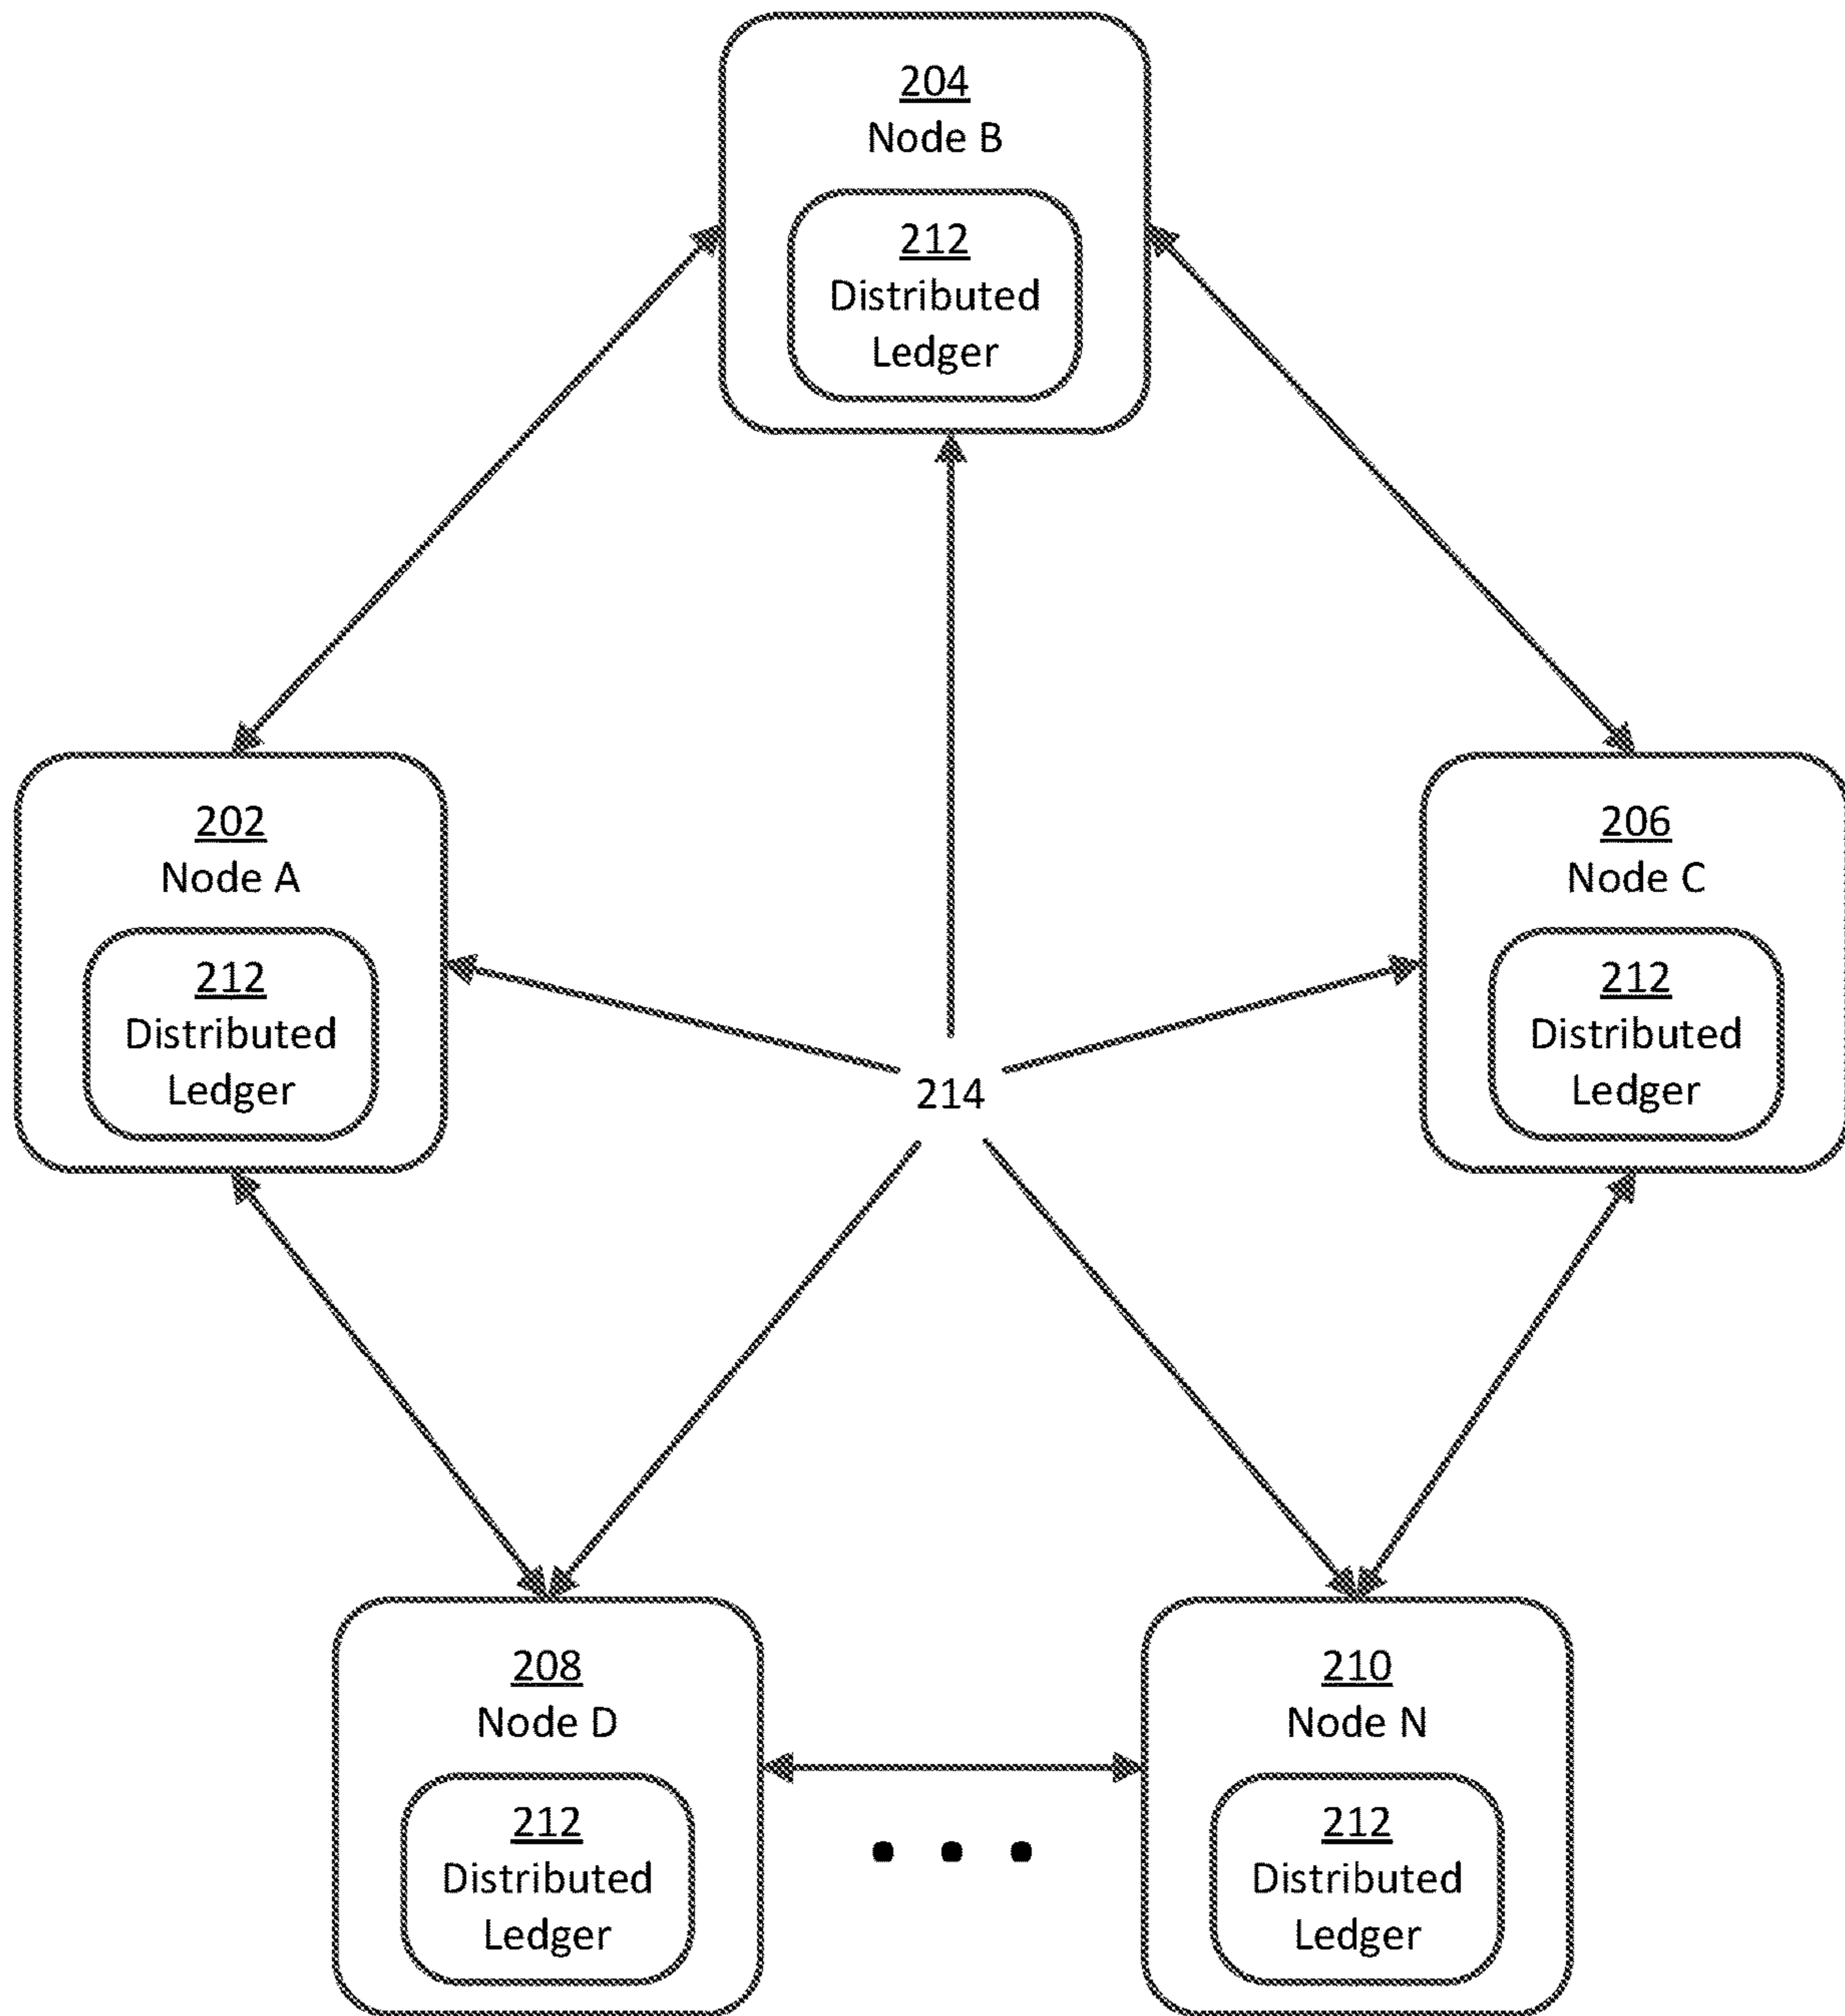 204
Node B
212
Distributed
Ledger
202
Node A
212
Distributed
Ledger
206
Node C
212
Distributed
Ledger
214
208
Node D
212
Distributed
Ledger
210
Node N
212
Distributed
Ledger